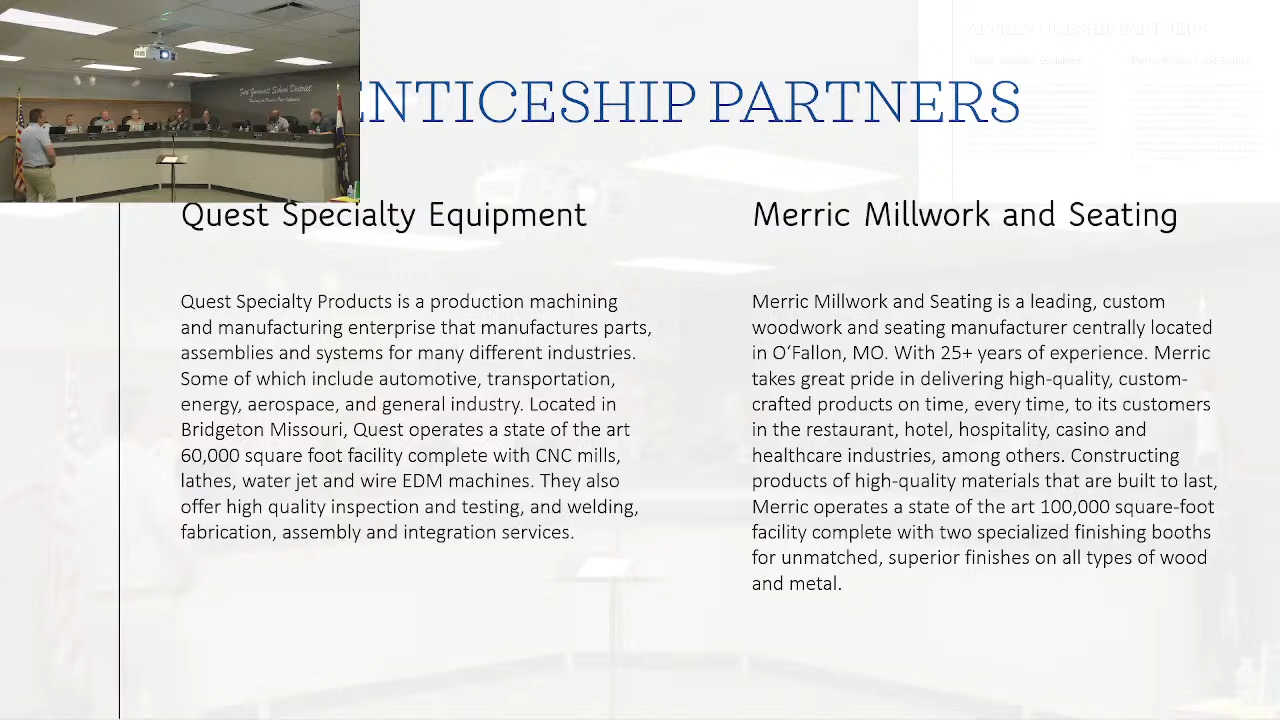 Fort Zumwalt School District
ENTICESHIP PARTNERS
Quest Specialty Equipment
Quest Specialty Products is a production machining
and manufacturing enterprise that manufactures parts,
assemblies and systems for many different industries.
Some of which include automotive, transportation,
energy, aerospace, and general industry. Located in
Bridgeton Missouri, Quest operates a state of the art
60,000 square foot facility complete with CNC mills,
lathes, water jet and wire EDM machines. They also
offer high quality inspection and testing, and welding,
fabrication, assembly and integration services.
Merric Millwork and Seating
Merric Millwork and Seating is a leading, custom
woodwork and seating manufacturer centrally located
in O‘Fallon, MO. With 25+ years of experience. Merric
takes great pride in delivering high-quality, custom-
crafted products on time, every time, to its customers
in the restaurant, hotel, hospitality, casino and
healthcare industries, among others. Constructing
products of high-quality materials that are built to last,
Merric operates a state of the art 100,000 square-foot
facility complete with two specialized finishing booths
for unmatched, superior finishes on all types of wood
and metal.